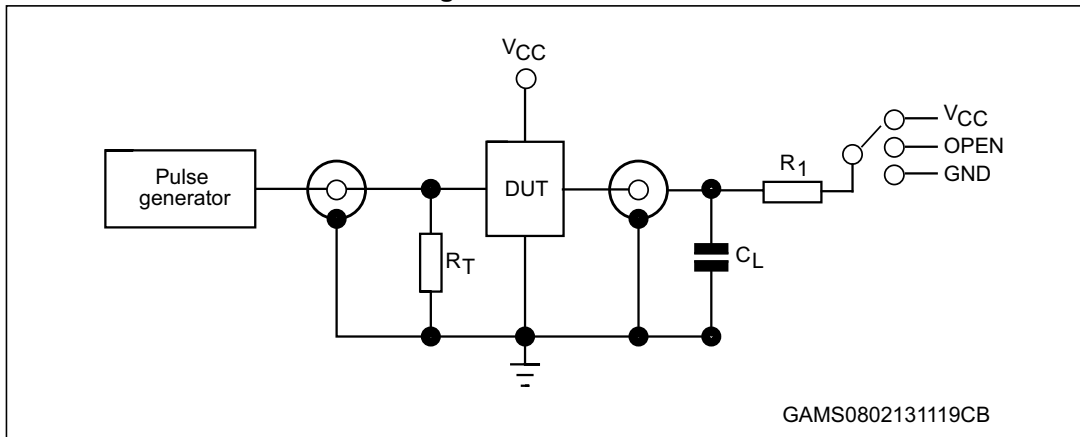 VCC
VCC
OPEN
GND
R1
Pulse
generator
DUT
RT
CL
GAMS0802131119CB